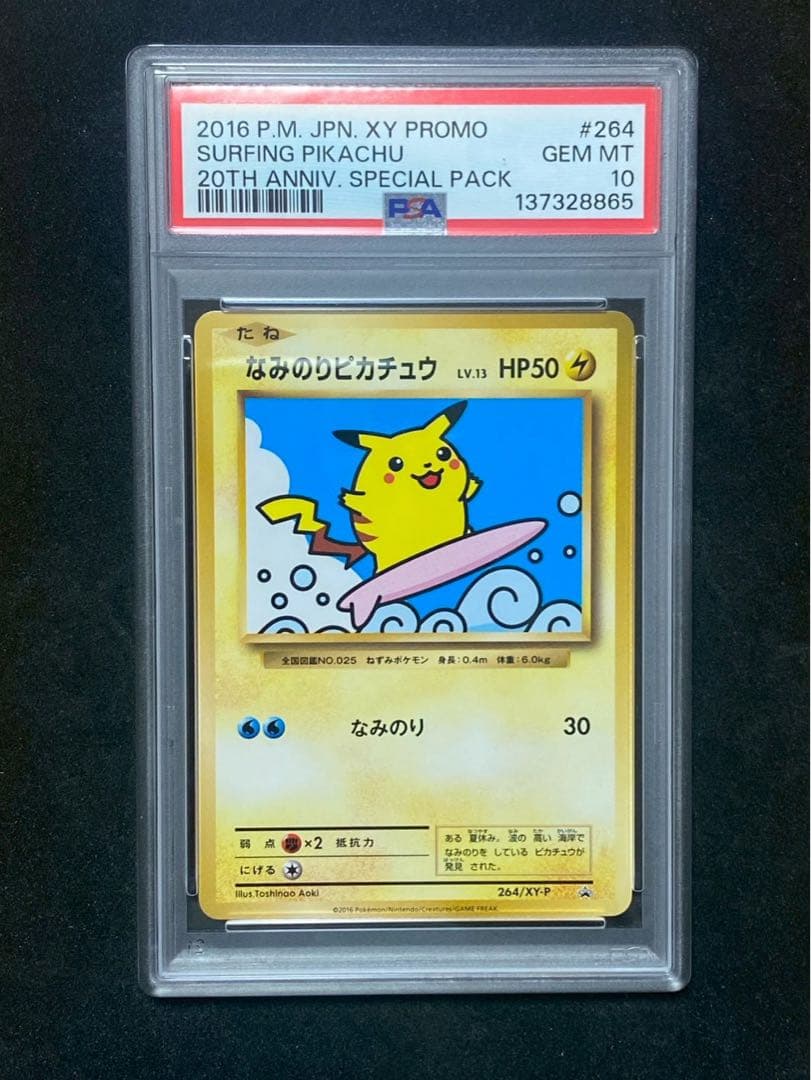 2016 P.M. JPN. XY PROMO #264
SURFING PIKACHU GEM MT
20TH ANNIV. SPECIAL PACK 10
PSA 137328865
たね
なみのりピカチュウ LV.13 HP50
全国図鑑NO.025 ねずみポケモン 身長:0.4m 体重:6.0kg
なみのり 30
弱点 ×2 抵抗力
にげる
ある 夏休み。波の 高い 海岸で
なみのりを している ピカチュウが
発見 された。
Illus.Toshinao Aoki 264/XY-P
©2016 Pokémon/Nintendo/Creatures/GAME FREAK.